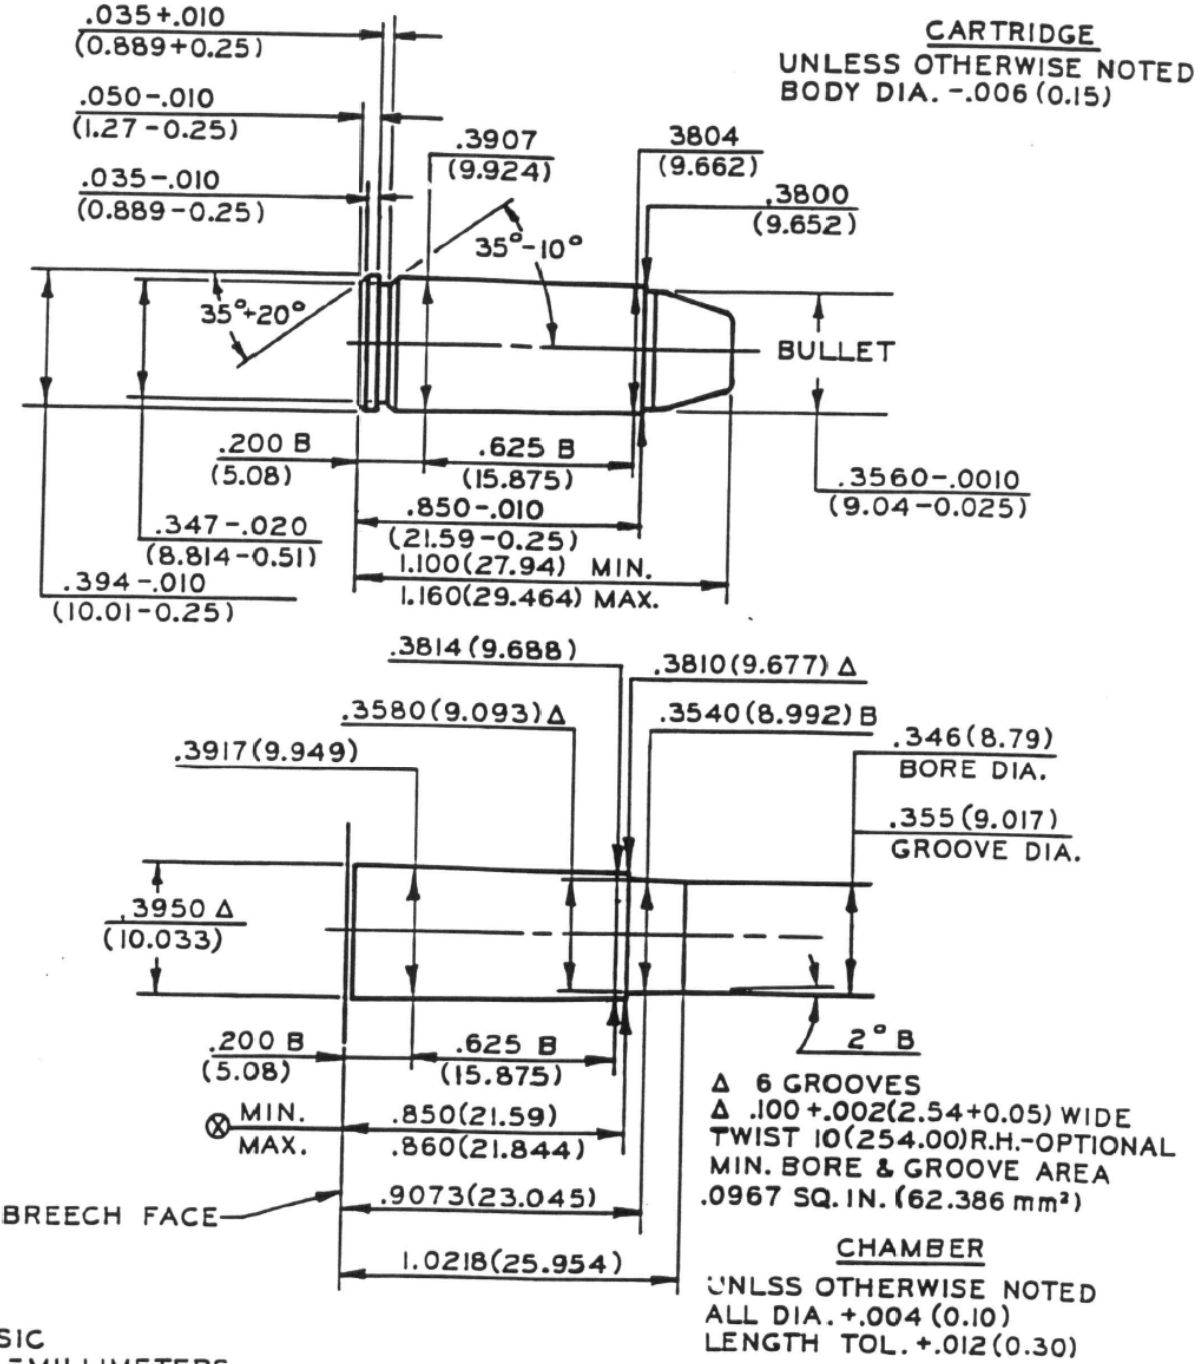 .035+.010
(0.889+0.25)
CARTRIDGE
UNLESS OTHERWISE NOTED
BODY DIA. -.006 (0.15)
.050-.010
(1.27-0.25)
.3907
(9.924)
3804
(9.662)
.035-.010
(0.889-0.25)
.3800
(9.652)
35°-10°
35°+20°
BULLET
.200 B
(5.08)
.625 B
(15.875)
.3560-.0010
(9.04-0.025)
.850-.010
(21.59-0.25)
.347-.020
(8.814-0.51)
1.100(27.94) MIN.
1.160(29.464) MAX.
.394-.010
(10.01-0.25)
.3814(9.688)
.3810(9.677) Δ
.3580(9.093) Δ
.3540(8.992) B
.3917(9.949)
.346(8.79)
BORE DIA.
.355(9.017)
GROOVE DIA.
.3950 Δ
(10.033)
.200 B
(5.08)
.625 B
(15.875)
2° B
⊗ MIN. .850(21.59)
MAX. .860(21.844)
Δ 6 GROOVES
Δ .100+.002(2.54+0.05) WIDE
TWIST 10(254.00)R.H.-OPTIONAL
MIN. BORE & GROOVE AREA
.0967 SQ. IN. (62.386 mm²)
.9073(23.045)
BREECH FACE
1.0218(25.954)
CHAMBER
UNLSS OTHERWISE NOTED
ALL DIA. +.004 (0.10)
LENGTH TOL. +.012(0.30)
SIC
=MILLIMETERS